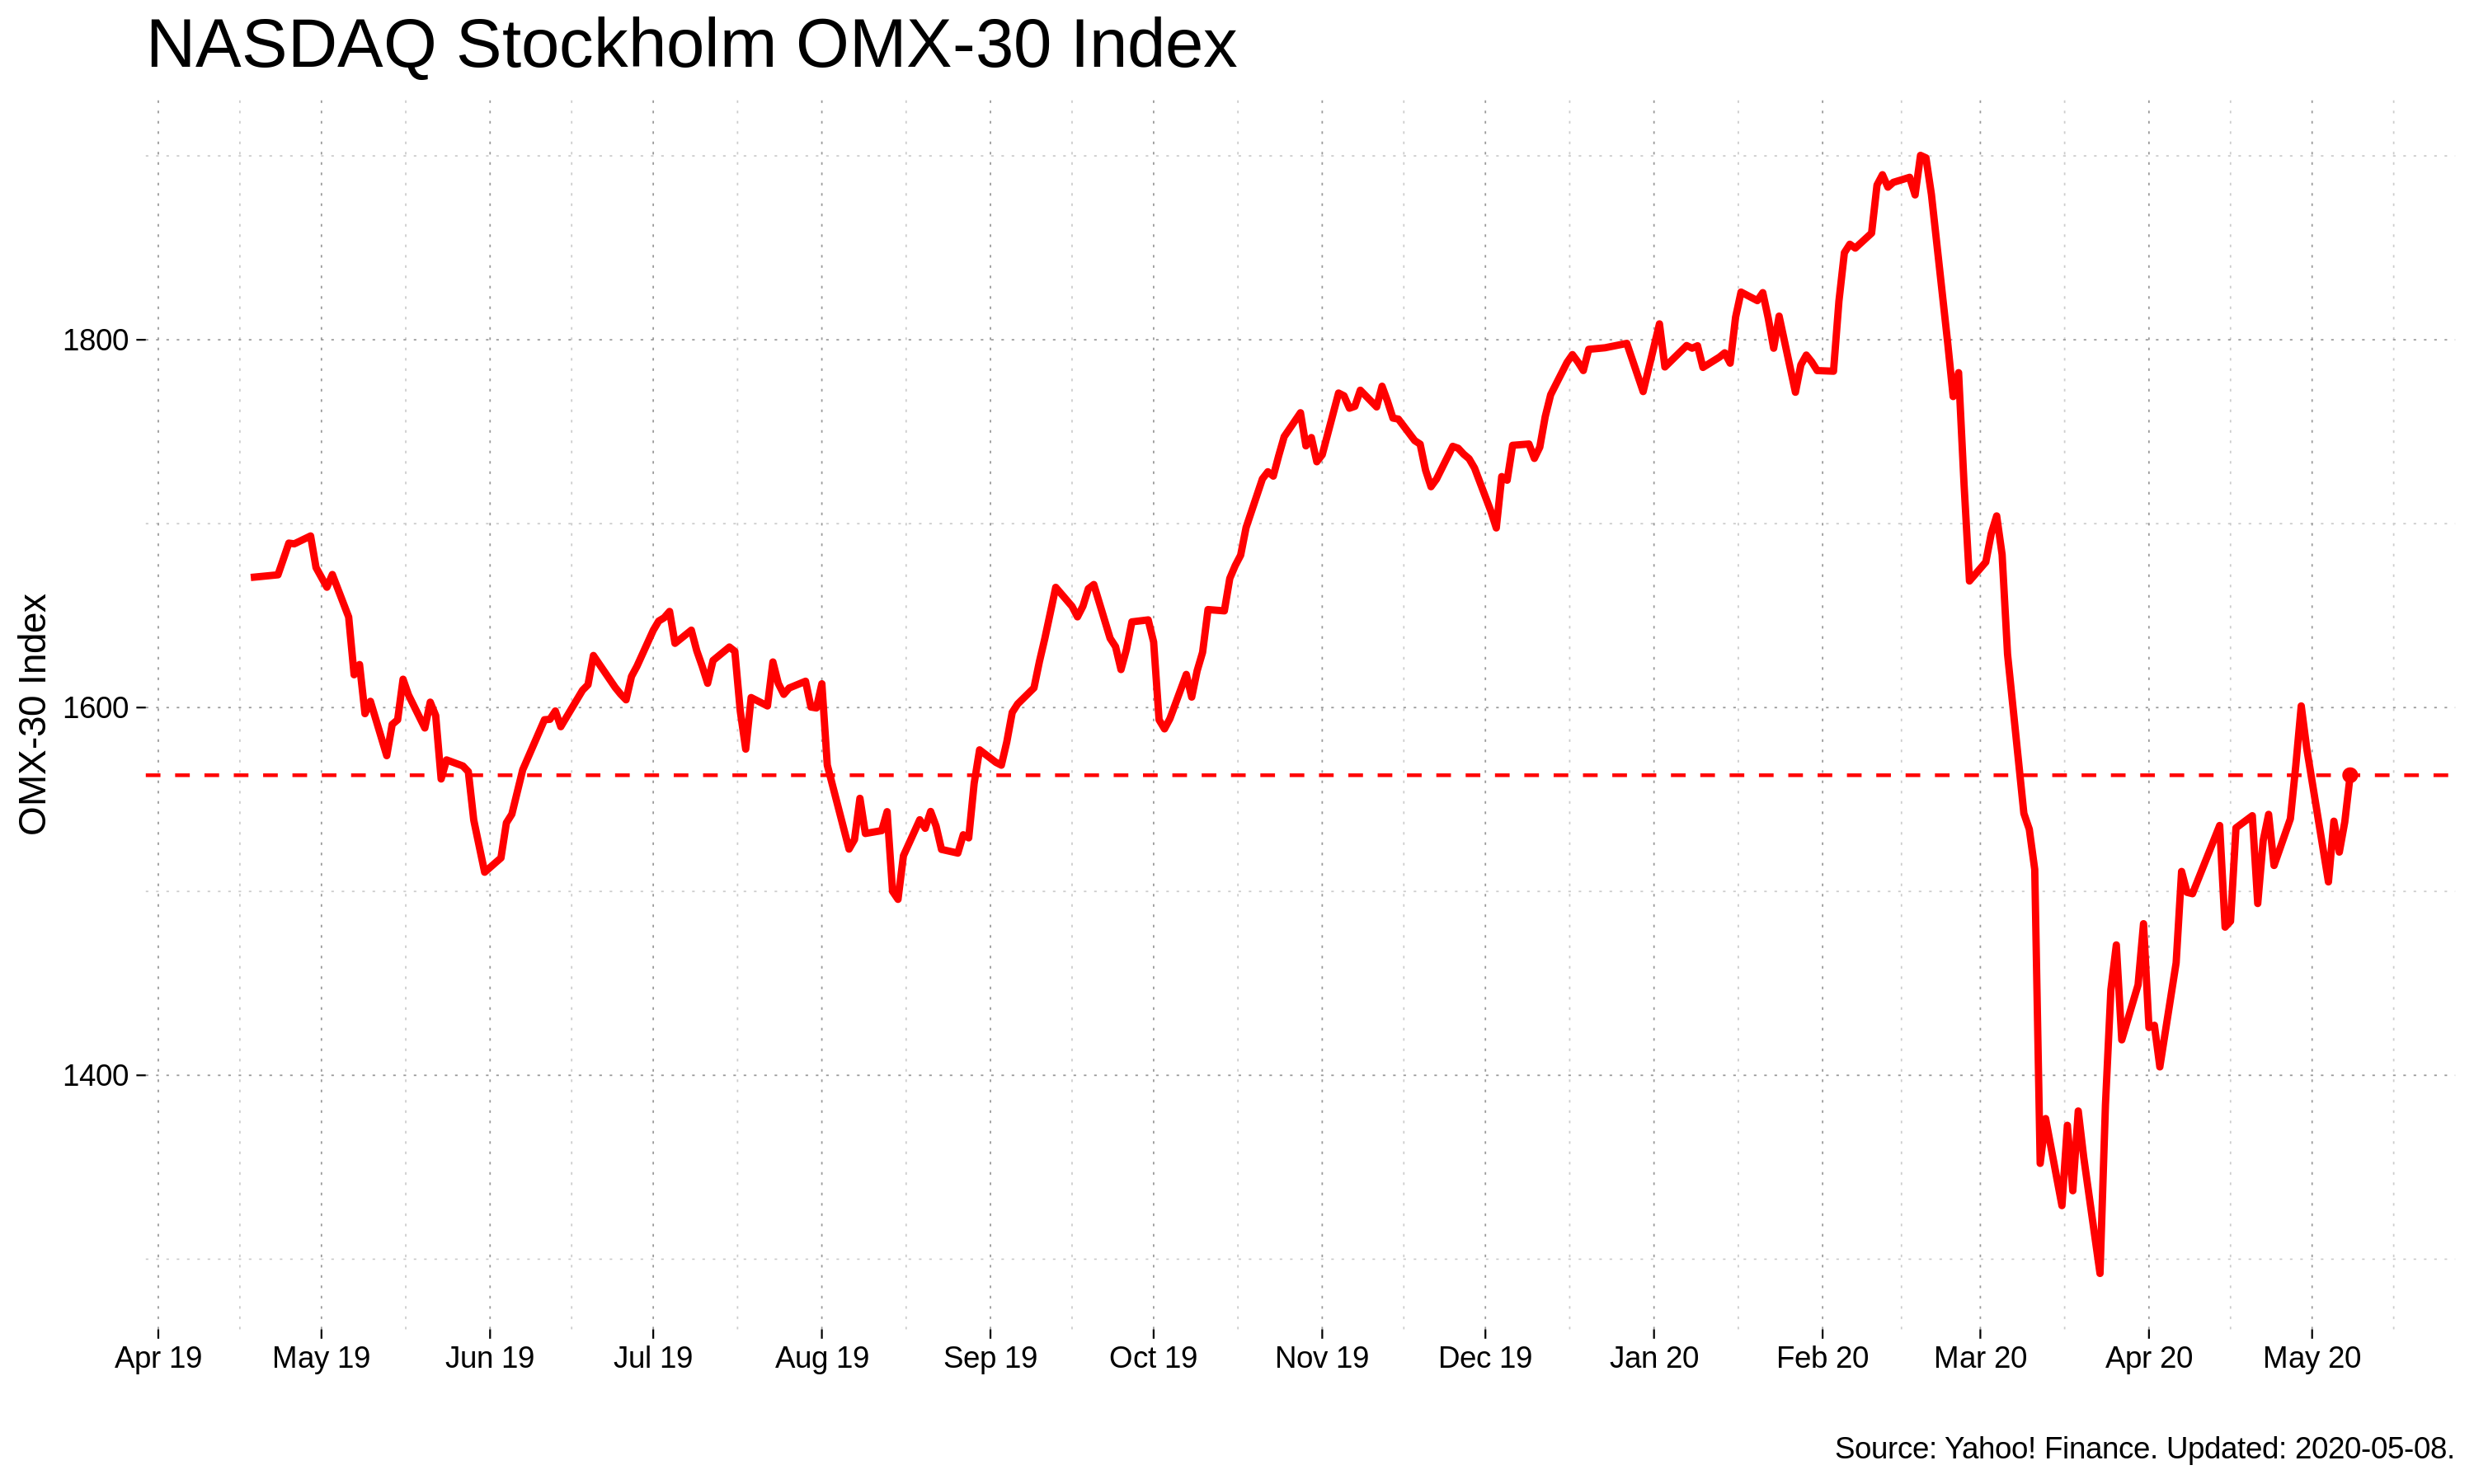 NASDAQ Stockholm OMX-30 Index
OMX-30 Index
1800
1600
1400
Apr 19 May 19 Jun 19 Jul 19 Aug 19 Sep 19 Oct 19 Nov 19 Dec 19 Jan 20 Feb 20 Mar 20 Apr 20 May 20
Source: Yahoo! Finance. Updated: 2020-05-08.